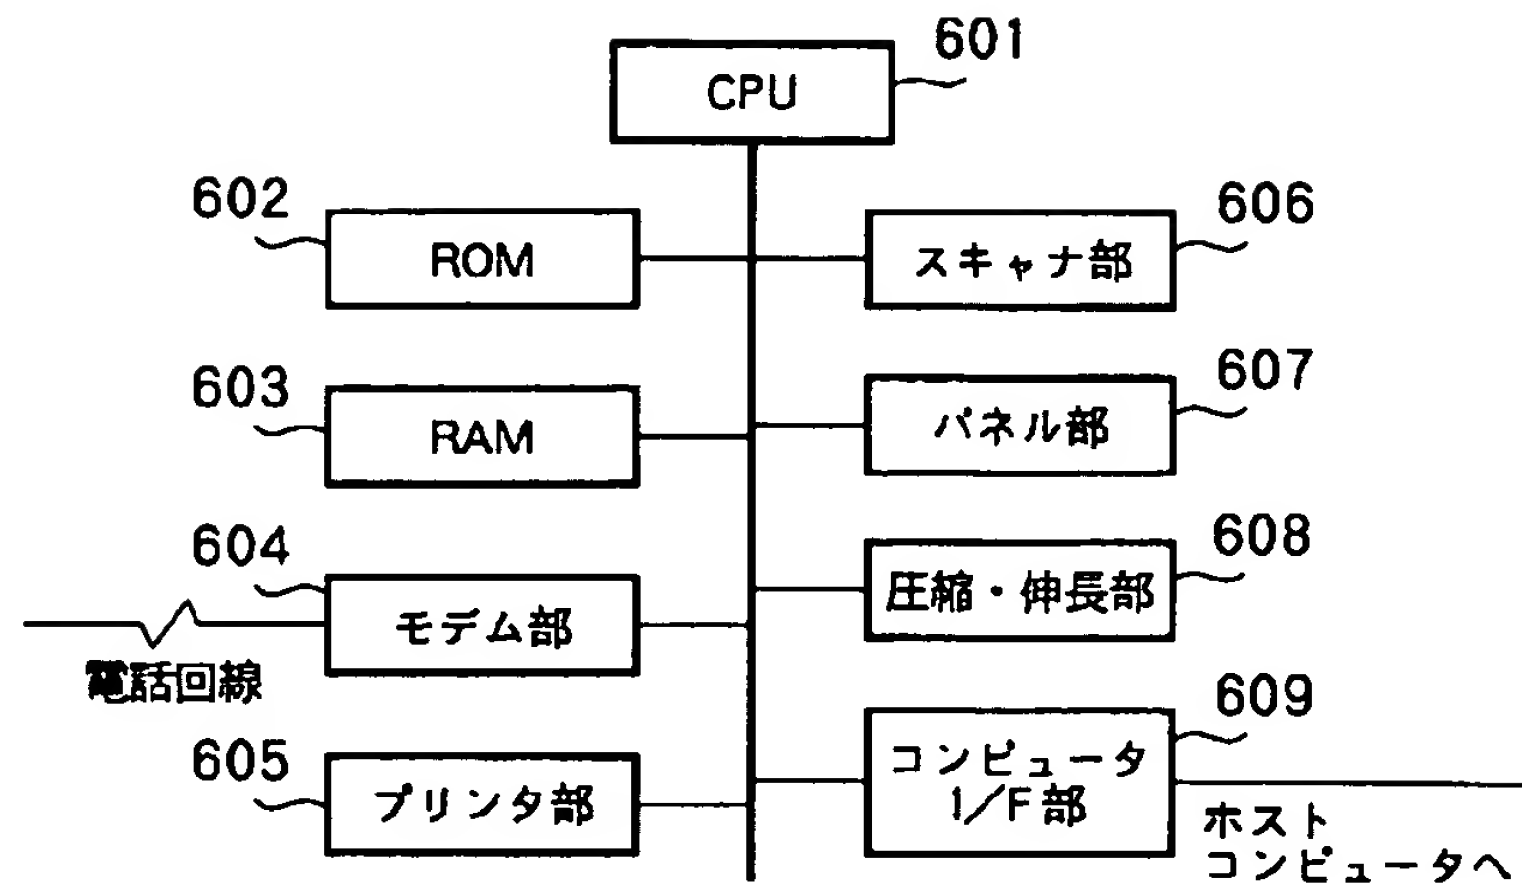 601
CPU
602
ROM
606
スキャナ部
603
RAM
607
パネル部
604
モデム部
電話回線
608
圧縮・伸長部
605
プリンタ部
609
コンピュータ
I/F部
ホスト
コンピュータへ